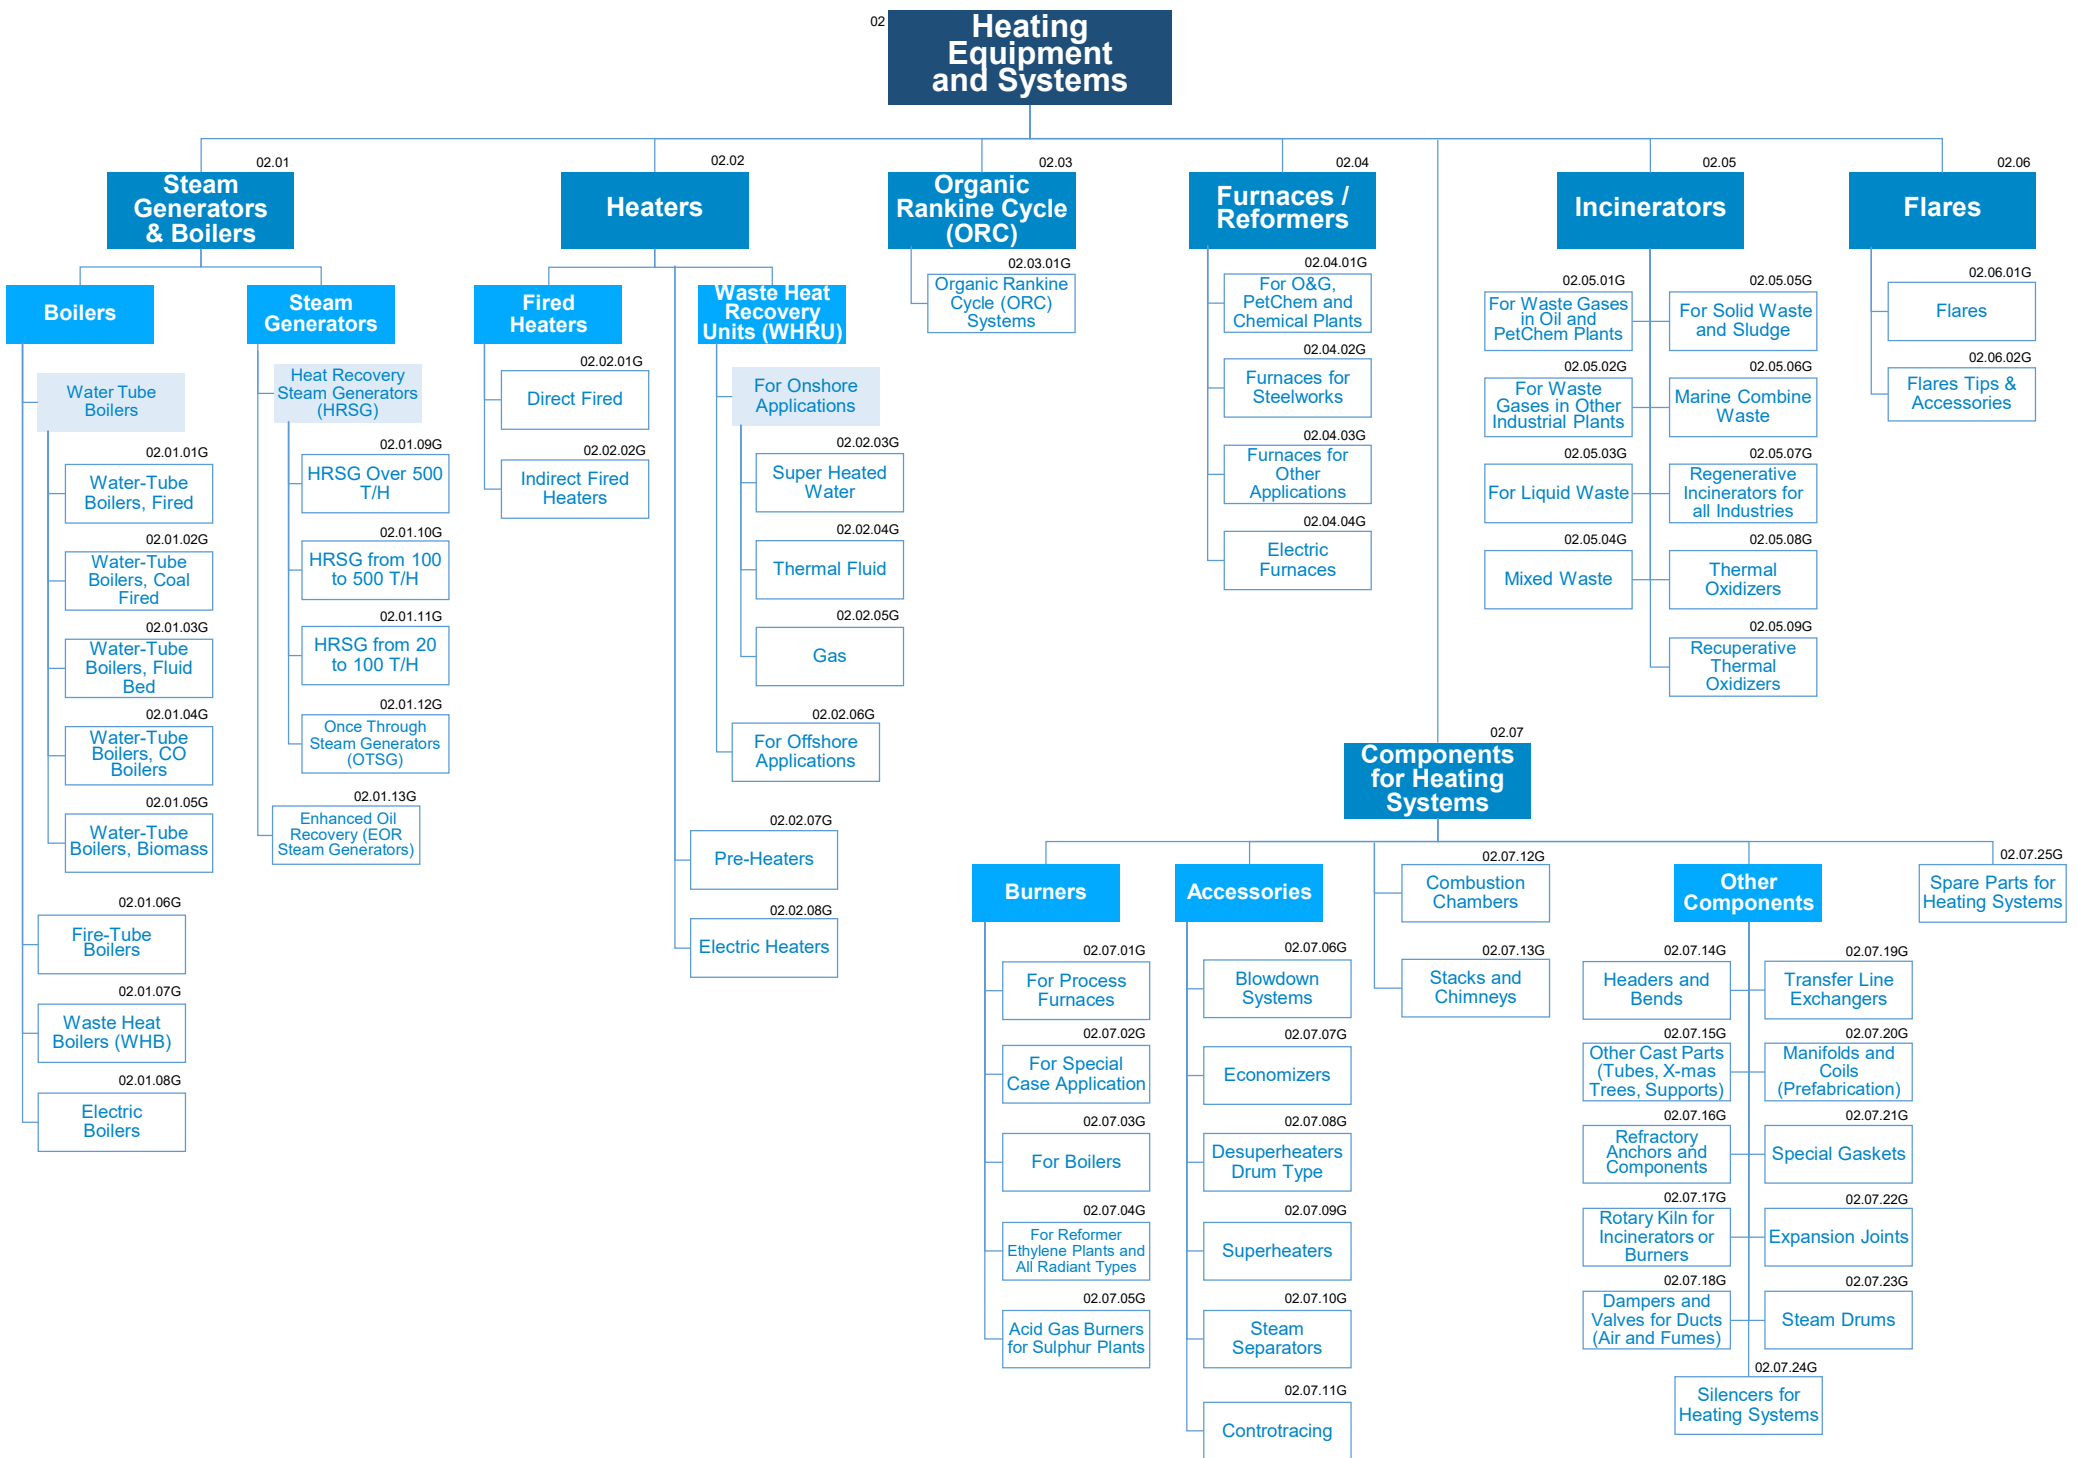 02
Heating
Equipment
and Systems
02.01
Steam
Generators
& Boilers
Boilers
Water Tube
Boilers
02.01.01G
Water-Tube
Boilers, Fired
02.01.02G
Water-Tube
Boilers, Coal
Fired
02.01.03G
Water-Tube
Boilers, Fluid
Bed
02.01.04G
Water-Tube
Boilers, CO
Boilers
02.01.05G
Water-Tube
Boilers, Biomass
02.01.06G
Fire-Tube
Boilers
02.01.07G
Waste Heat
Boilers (WHB)
02.01.08G
Electric
Boilers
Steam
Generators
Heat Recovery
Steam Generators
(HRSG)
02.01.09G
HRSG Over 500
T/H
02.01.10G
HRSG from 100
to 500 T/H
02.01.11G
HRSG from 20
to 100 T/H
02.01.12G
Once Through
Steam Generators
(OTSG)
02.01.13G
Enhanced Oil
Recovery (EOR
Steam Generators)
02.02
Heaters
Fired
Heaters
02.02.01G
Direct Fired
02.02.02G
Indirect Fired
Heaters
Waste Heat
Recovery
Units (WHRU)
For Onshore
Applications
02.02.03G
Super Heated
Water
02.02.04G
Thermal Fluid
02.02.05G
Gas
02.02.06G
For Offshore
Applications
02.02.07G
Pre-Heaters
02.02.08G
Electric Heaters
02.03
Organic
Rankine Cycle
(ORC)
02.03.01G
Organic Rankine
Cycle (ORC)
Systems
02.04
Furnaces /
Reformers
02.04.01G
For O&G,
PetChem and
Chemical Plants
02.04.02G
Furnaces for
Steelworks
02.04.03G
Furnaces for
Other
Applications
02.04.04G
Electric
Furnaces
02.05
Incinerators
02.05.01G
For Waste Gases
in Oil and
PetChem Plants
02.05.02G
For Waste
Gases in Other
Industrial Plants
02.05.03G
For Liquid Waste
02.05.04G
Mixed Waste
02.05.05G
For Solid Waste
and Sludge
02.05.06G
Marine Combine
Waste
02.05.07G
Regenerative
Incinerators for
all Industries
02.05.08G
Thermal
Oxidizers
02.05.09G
Recuperative
Thermal
Oxidizers
02.06
Flares
02.06.01G
Flares
02.06.02G
Flares Tips &
Accessories
02.07
Components
for Heating
Systems
Burners
02.07.01G
For Process
Furnaces
02.07.02G
For Special
Case Application
02.07.03G
For Boilers
02.07.04G
For Reformer
Ethylene Plants and
All Radiant Types
02.07.05G
Acid Gas Burners
for Sulphur Plants
Accessories
02.07.06G
Blowdown
Systems
02.07.07G
Economizers
02.07.08G
Desuperheaters
Drum Type
02.07.09G
Superheaters
02.07.10G
Steam
Separators
02.07.11G
Controtracing
02.07.12G
Combustion
Chambers
02.07.13G
Stacks and
Chimneys
Other
Components
02.07.14G
Headers and
Bends
02.07.15G
Other Cast Parts
(Tubes, X-mas
Trees, Supports)
02.07.16G
Refractory
Anchors and
Components
02.07.17G
Rotary Kiln for
Incinerators or
Burners
02.07.18G
Dampers and
Valves for Ducts
(Air and Fumes)
02.07.19G
Transfer Line
Exchangers
02.07.20G
Manifolds and
Coils
(Prefabrication)
02.07.21G
Special Gaskets
02.07.22G
Expansion Joints
02.07.23G
Steam Drums
02.07.24G
Silencers for
Heating Systems
02.07.25G
Spare Parts for
Heating Systems